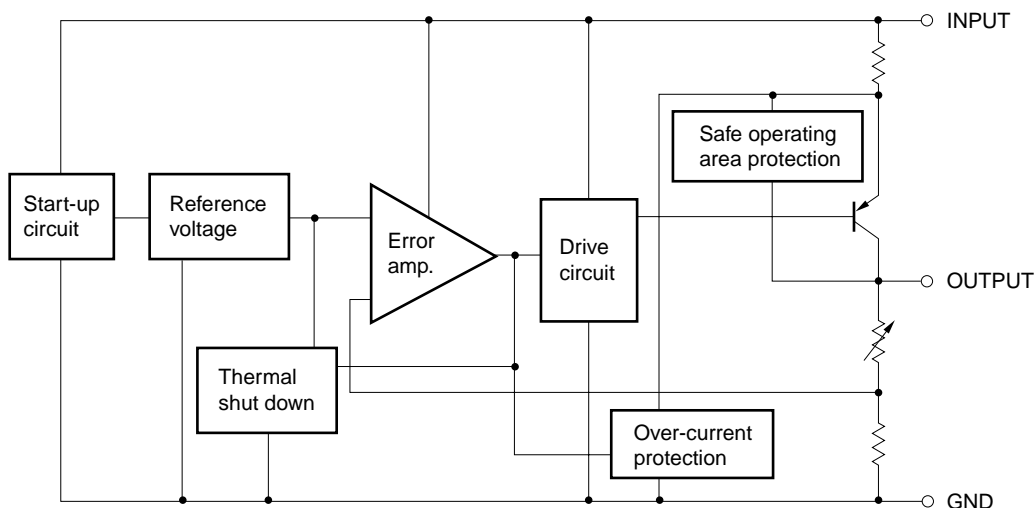 INPUT
Safe operating
area protection
Start-up
circuit
Reference
voltage
Error
amp.
Drive
circuit
OUTPUT
Thermal
shut down
Over-current
protection
GND